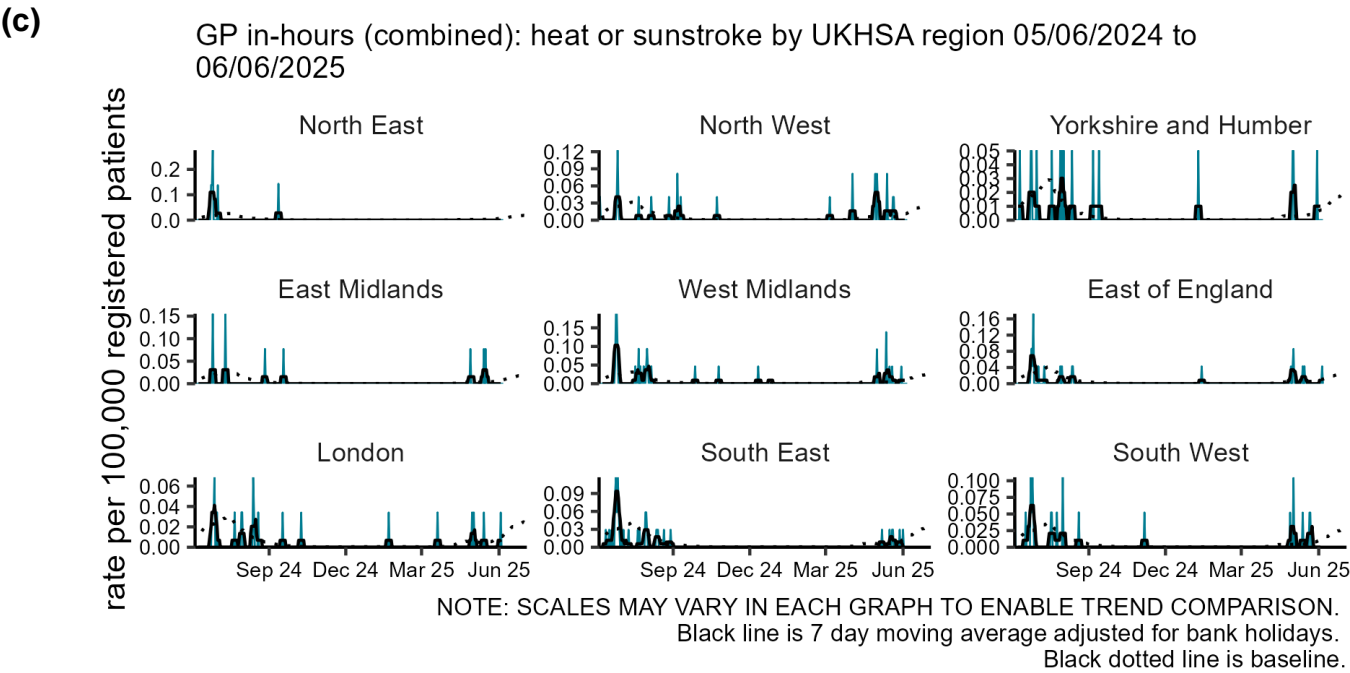 (c)
GP in-hours (combined): heat or sunstroke by UKHSA region 05/06/2024 to
06/06/2025
rate per 100,000 registered patients
North East
0.2
0.1
0.0
North West
0.12
0.09
0.06
0.03
0.00
Yorkshire and Humber
0.05
0.04
0.03
0.02
0.01
0.00
East Midlands
0.15
0.10
0.05
0.00
West Midlands
0.15
0.10
0.05
0.00
East of England
0.16
0.12
0.08
0.04
0.00
London
0.06
0.04
0.02
0.00
Sep 24 Dec 24 Mar 25 Jun 25
South East
0.09
0.06
0.03
0.00
Sep 24 Dec 24 Mar 25 Jun 25
South West
0.100
0.075
0.050
0.025
0.000
Sep 24 Dec 24 Mar 25 Jun 25
NOTE: SCALES MAY VARY IN EACH GRAPH TO ENABLE TREND COMPARISON.
Black line is 7 day moving average adjusted for bank holidays.
Black dotted line is baseline.